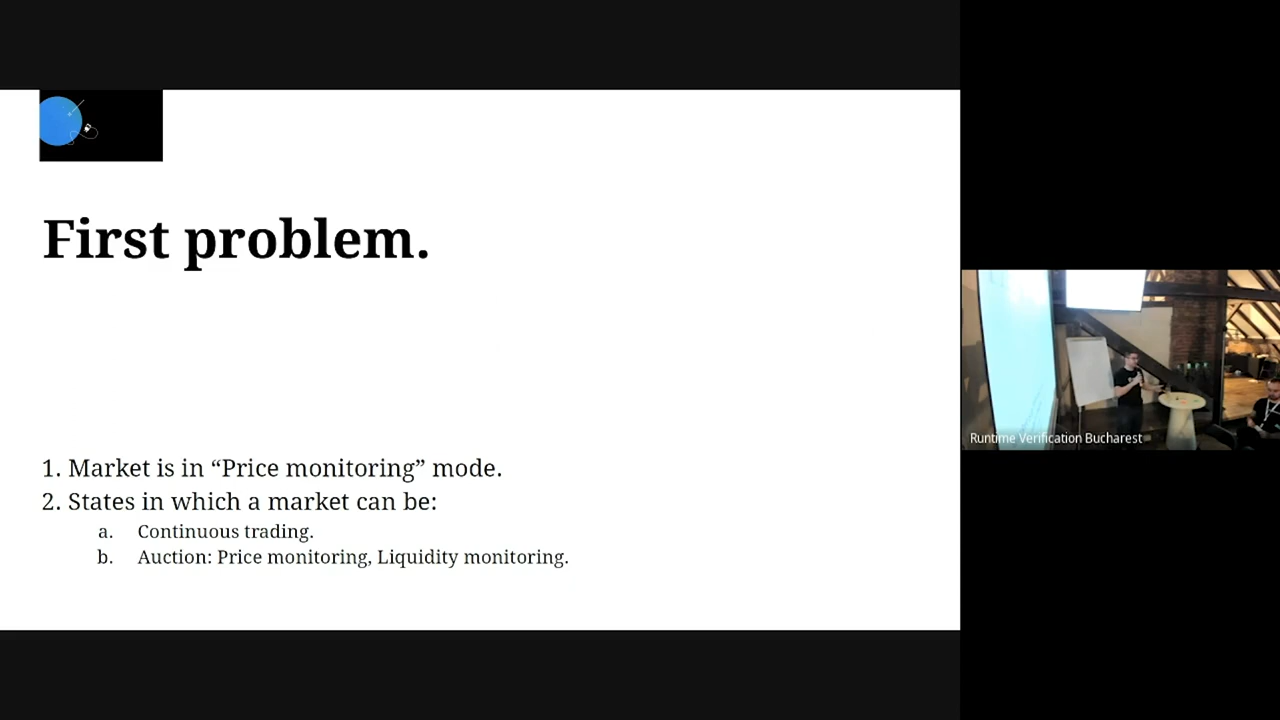 First problem.
1. Market is in “Price monitoring” mode.
2. States in which a market can be:
a. Continuous trading.
b. Auction: Price monitoring, Liquidity monitoring.
Runtime Verification Bucharest